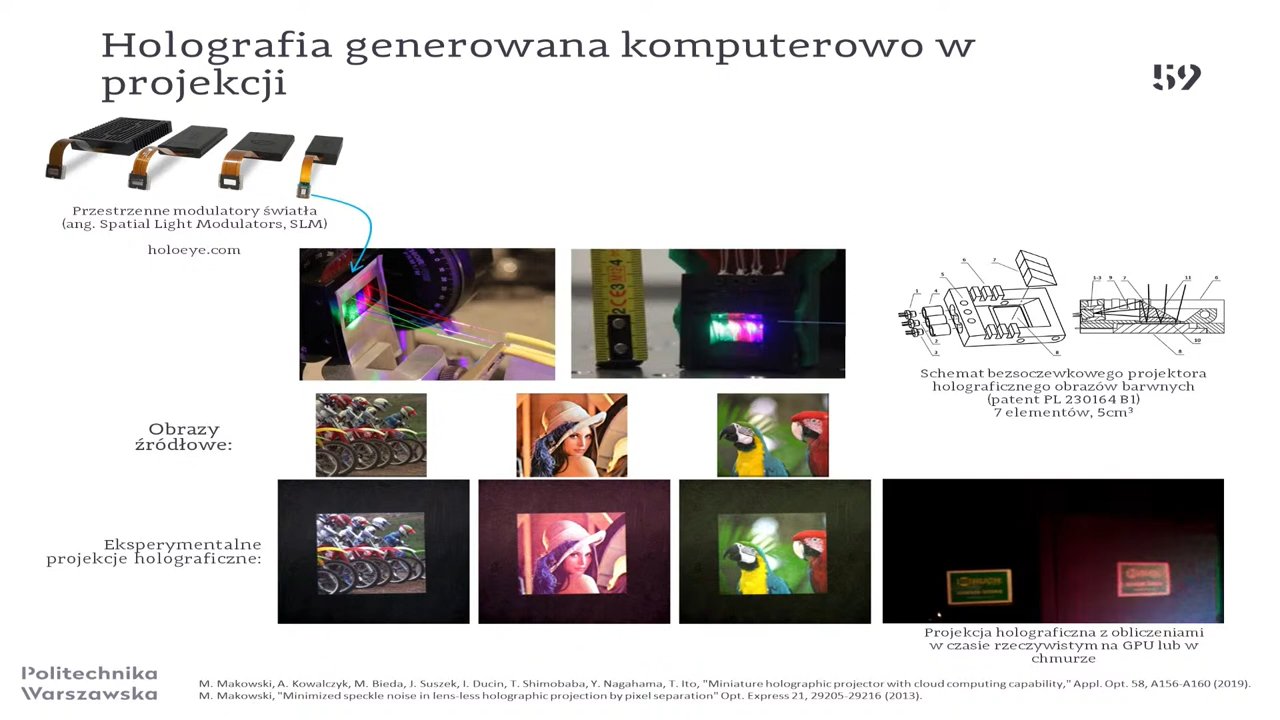 Holografia generowana komputerowo w
projekcji
59
Przestrzenne modulatory światła
(ang. Spatial Light Modulators, SLM)
holoeye.com
Schemat bezsoczewkowego projektora
holograficznego obrazów barwnych
(patent PL 230164 B1)
7 elementów, 5cm³
Obrazy
źródłowe:
Eksperymentalne
projekcje holograficzne:
Projekcja holograficzna z obliczeniami
w czasie rzeczywistym na GPU lub w
chmurze
Politechnika
Warszawska
M. Makowski, A. Kowalczyk, M. Bieda, J. Suszek, I. Ducin, T. Shimobaba, Y. Nagahama, T. Ito, "Miniature holographic projector with cloud computing capability," Appl. Opt. 58, A156-A160 (2019).
M. Makowski, "Minimized speckle noise in lens-less holographic projection by pixel separation" Opt. Express 21, 29205-29216 (2013).